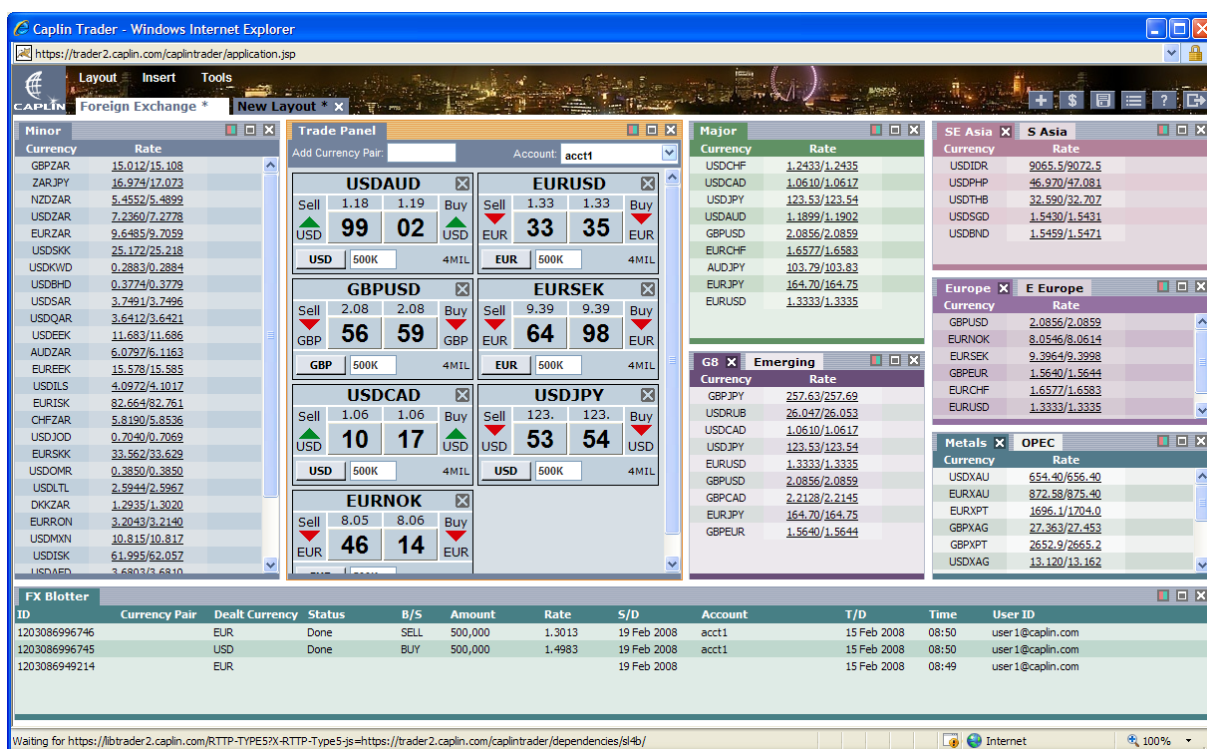 Caplin Trader - Windows Internet Explorer
https://trader2.caplin.com/caplintrader/application.jsp
Layout Insert Tools
CAPLIN Foreign Exchange * New Layout *
Minor
Currency Rate
GBPZAR 15.012/15.108
ZARJPY 16.974/17.073
NZDZAR 5.4552/5.4899
USDZAR 7.2360/7.2778
EURZAR 9.6485/9.7059
USDSKK 25.172/25.218
USDKWD 0.2883/0.2884
USDBHD 0.3774/0.3779
USDSAR 3.7491/3.7496
USDQAR 3.6412/3.6421
USDEEK 11.683/11.686
AUDZAR 6.0797/6.1163
EUREEK 15.578/15.585
USDILS 4.0972/4.1017
EURISK 82.664/82.761
CHFZAR 5.8190/5.8536
USDJOD 0.7040/0.7069
EURSKK 33.562/33.629
USDOMR 0.3850/0.3850
USDLTL 2.5944/2.5967
DKKZAR 1.2935/1.3020
EURRON 3.2043/3.2140
USDMXN 10.815/10.817
USDISK 61.995/62.057
USDAED 3.6803/3.6810
Trade Panel
Add Currency Pair: Account: acct1
USDAUD
Sell 1.18 1.19 Buy
USD 99 02 USD
USD 500K 4MIL
EURUSD
Sell 1.33 1.33 Buy
EUR 33 35 EUR
EUR 500K 4MIL
GBPUSD
Sell 2.08 2.08 Buy
GBP 56 59 GBP
GBP 500K 4MIL
EURSEK
Sell 9.39 9.39 Buy
EUR 64 98 EUR
EUR 500K 4MIL
USDCAD
Sell 1.06 1.06 Buy
USD 10 17 USD
USD 500K 4MIL
USDJPY
Sell 123. 123. Buy
USD 53 54 USD
USD 500K 4MIL
EURNOK
Sell 8.05 8.06 Buy
EUR 46 14 EUR
Major
Currency Rate
USDCHF 1.2433/1.2435
USDCAD 1.0610/1.0617
USDJPY 123.53/123.54
USDAUD 1.1899/1.1902
GBPUSD 2.0856/2.0859
EURCHF 1.6577/1.6583
AUDJPY 103.79/103.83
EURJPY 164.70/164.75
EURUSD 1.3333/1.3335
G8 Emerging
Currency Rate
GBPJPY 257.63/257.69
USDRUB 26.047/26.053
USDCAD 1.0610/1.0617
USDJPY 123.53/123.54
EURUSD 1.3333/1.3335
GBPUSD 2.0856/2.0859
GBPCAD 2.2128/2.2145
EURJPY 164.70/164.75
GBPEUR 1.5640/1.5644
SE Asia S Asia
Currency Rate
USDIDR 9065.5/9072.5
USDPHP 46.970/47.081
USDTHB 32.590/32.707
USDSGD 1.5430/1.5431
USDBND 1.5459/1.5471
Europe E Europe
Currency Rate
GBPUSD 2.0856/2.0859
EURNOK 8.0546/8.0614
EURSEK 9.3964/9.3998
GBPEUR 1.5640/1.5644
EURCHF 1.6577/1.6583
EURUSD 1.3333/1.3335
Metals OPEC
Currency Rate
USDXAU 654.40/656.40
EURXAU 872.58/875.40
EURXPT 1696.1/1704.0
GBPXAG 27.363/27.453
GBPXPT 2652.9/2665.2
USDXAG 13.120/13.162
FX Blotter
ID Currency Pair Dealt Currency Status B/S Amount Rate S/D Account T/D Time User ID
1203086996746 EUR Done SELL 500,000 1.3013 19 Feb 2008 acct1 15 Feb 2008 08:50 user1@caplin.com
1203086996745 USD Done BUY 500,000 1.4983 19 Feb 2008 acct1 15 Feb 2008 08:50 user1@caplin.com
1203086949214 EUR 19 Feb 2008 15 Feb 2008 08:49 user1@caplin.com
Waiting for https://libtrader2.caplin.com/RTTP-TYPE5?X-RTTP-Type5-js=https://trader2.caplin.com/caplintrader/dependencies/sl4b/ Internet 100%